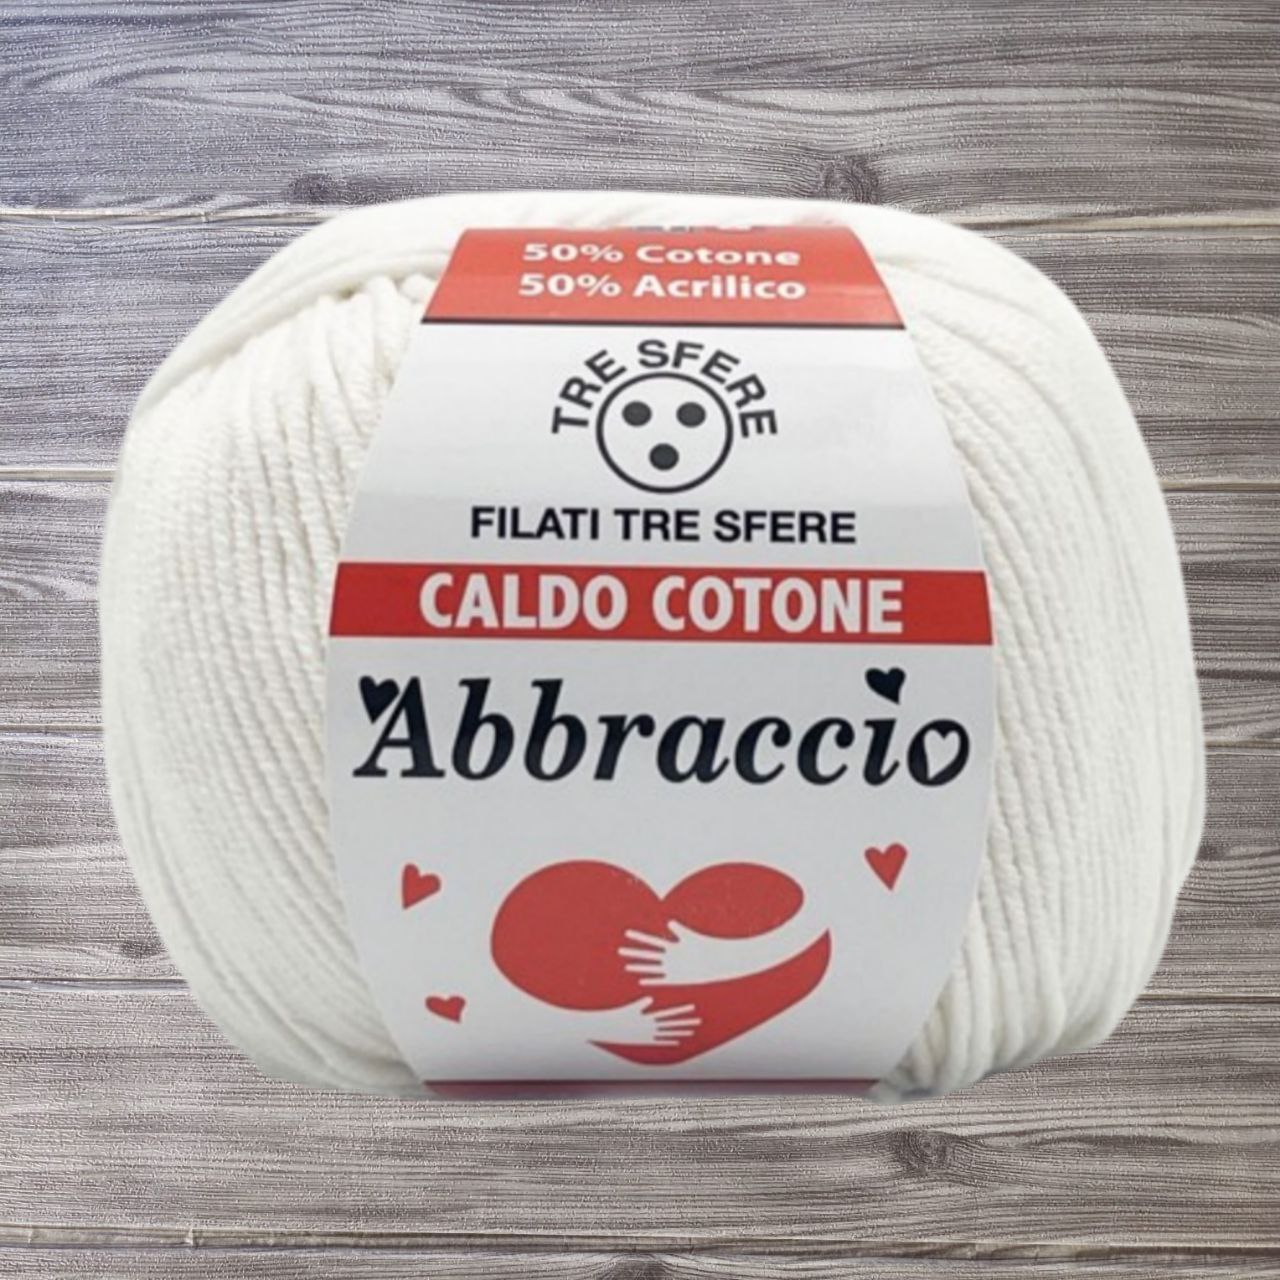 50% Cotone
50% Acrilico
TRE SFERE
FILATI TRE SFERE
CALDO COTONE
Abbraccio